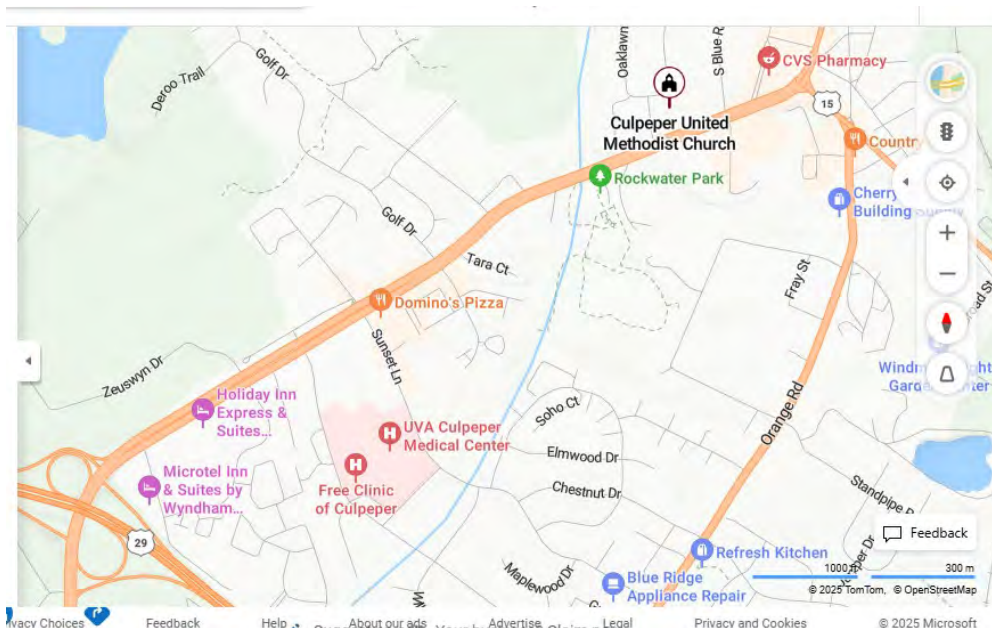 Golf Dr
Deroo Trail
Oaklawn
S Blue R
CVS Pharmacy
15
Culpeper United
Methodist Church
Countr
Rockwater Park
Cherry
Building Supply
Golf Dr
Tara Ct
Fray St
Domino's Pizza
Sunset Ln
Zeuswyn Dr
Holiday Inn
Express &
Suites...
Orange Rd
Soho Ct
UVA Culpeper
Medical Center
Elmwood Dr
Microtel Inn
& Suites by
Wyndham...
Free Clinic
of Culpeper
Chestnut Dr
Standpipe R
29
Feedback
Refresh Kitchen
Maplewood Dr
Blue Ridge
Appliance Repair
1000 ft
300 m
© 2025 TomTom, © OpenStreetMap
ivacy Choices
Feedback
Help
About our ads
Advertise
Legal
Privacy and Cookies
© 2025 Microsoft